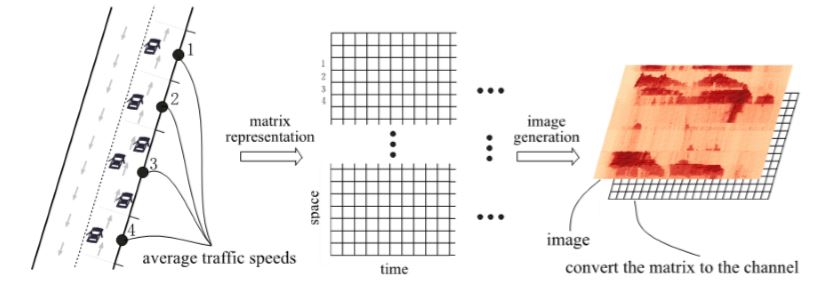 1
2
3
4
average traffic speeds
matrix
representation
1
2
3
4
space
time
image
generation
image
convert the matrix to the channel